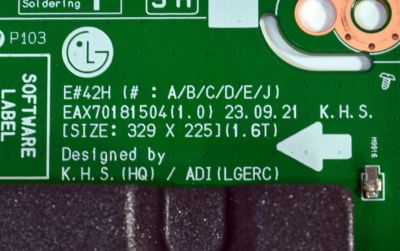 Soldering
P103
SOFTWARE
LABEL
LG
E#42H (# : A/B/C/D/E/J)
EAX70181504(1.0) 23.09.21 K.H.S.
[SIZE: 329 X 225](1.6T)
Designed by
K.H.S.(HQ) / ADI(LGERC)
M9916